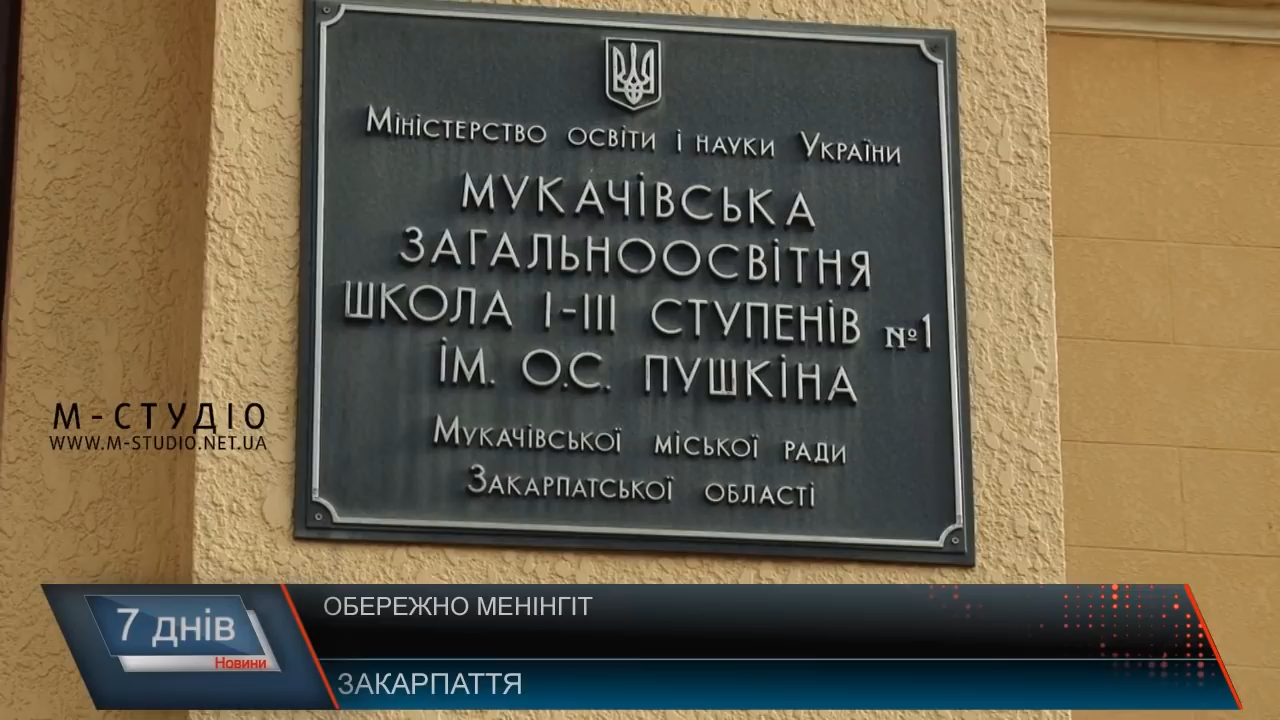 Міністерство освіти і науки України
МУКАЧІВСЬКА
ЗАГАЛЬНООСВІТНЯ
ШКОЛА І-ІІІ СТУПЕНІВ №1
ІМ. О.С. ПУШКІНА
Мукачівської міської ради
Закарпатської області
М-СТУДІО
WWW.M-STUDIO.NET.UA
7 днів
Новини
ОБЕРЕЖНО МЕНІНГІТ
ЗАКАРПАТТЯ